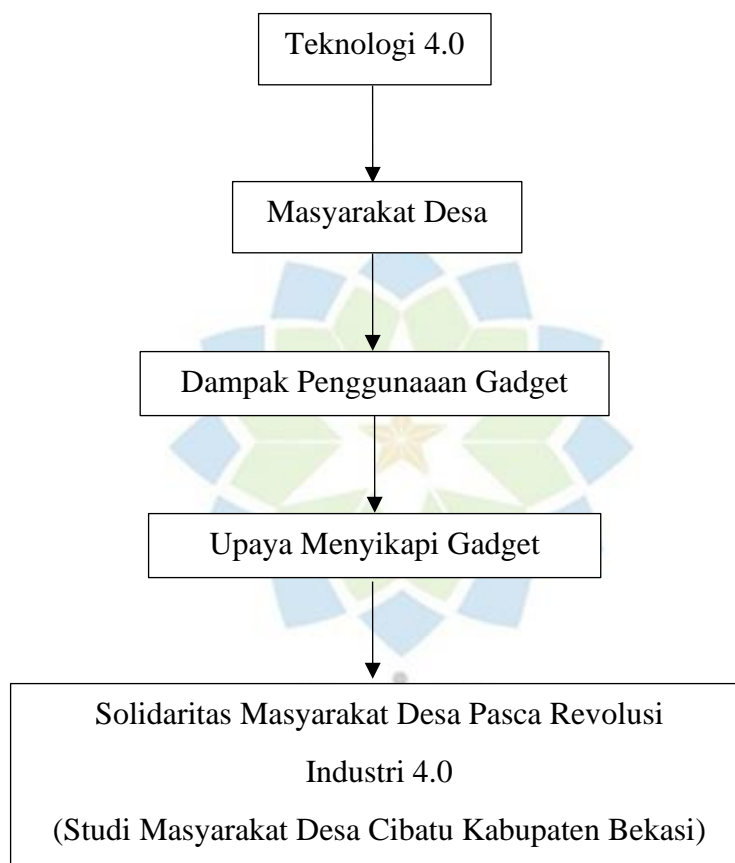 Teknologi 4.0
Masyarakat Desa
Dampak Penggunaaan Gadget
Upaya Menyikapi Gadget
Solidaritas Masyarakat Desa Pasca Revolusi
Industri 4.0
(Studi Masyarakat Desa Cibatu Kabupaten Bekasi)